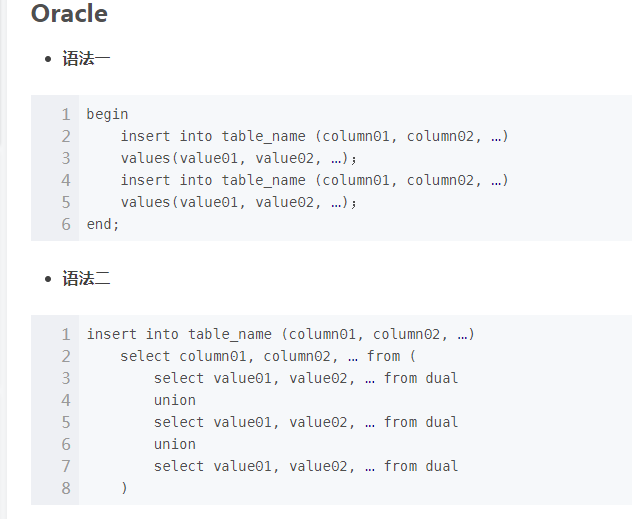 Oracle
• 语法一
1 begin
2     insert into table_name (column01, column02, …)
3     values(value01, value02, …)；
4     insert into table_name (column01, column02, …)
5     values(value01, value02, …)；
6 end;
• 语法二
1 insert into table_name (column01, column02, …)
2     select column01, column02, … from (
3         select value01, value02, … from dual
4         union
5         select value01, value02, … from dual
6         union
7         select value01, value02, … from dual
8     )